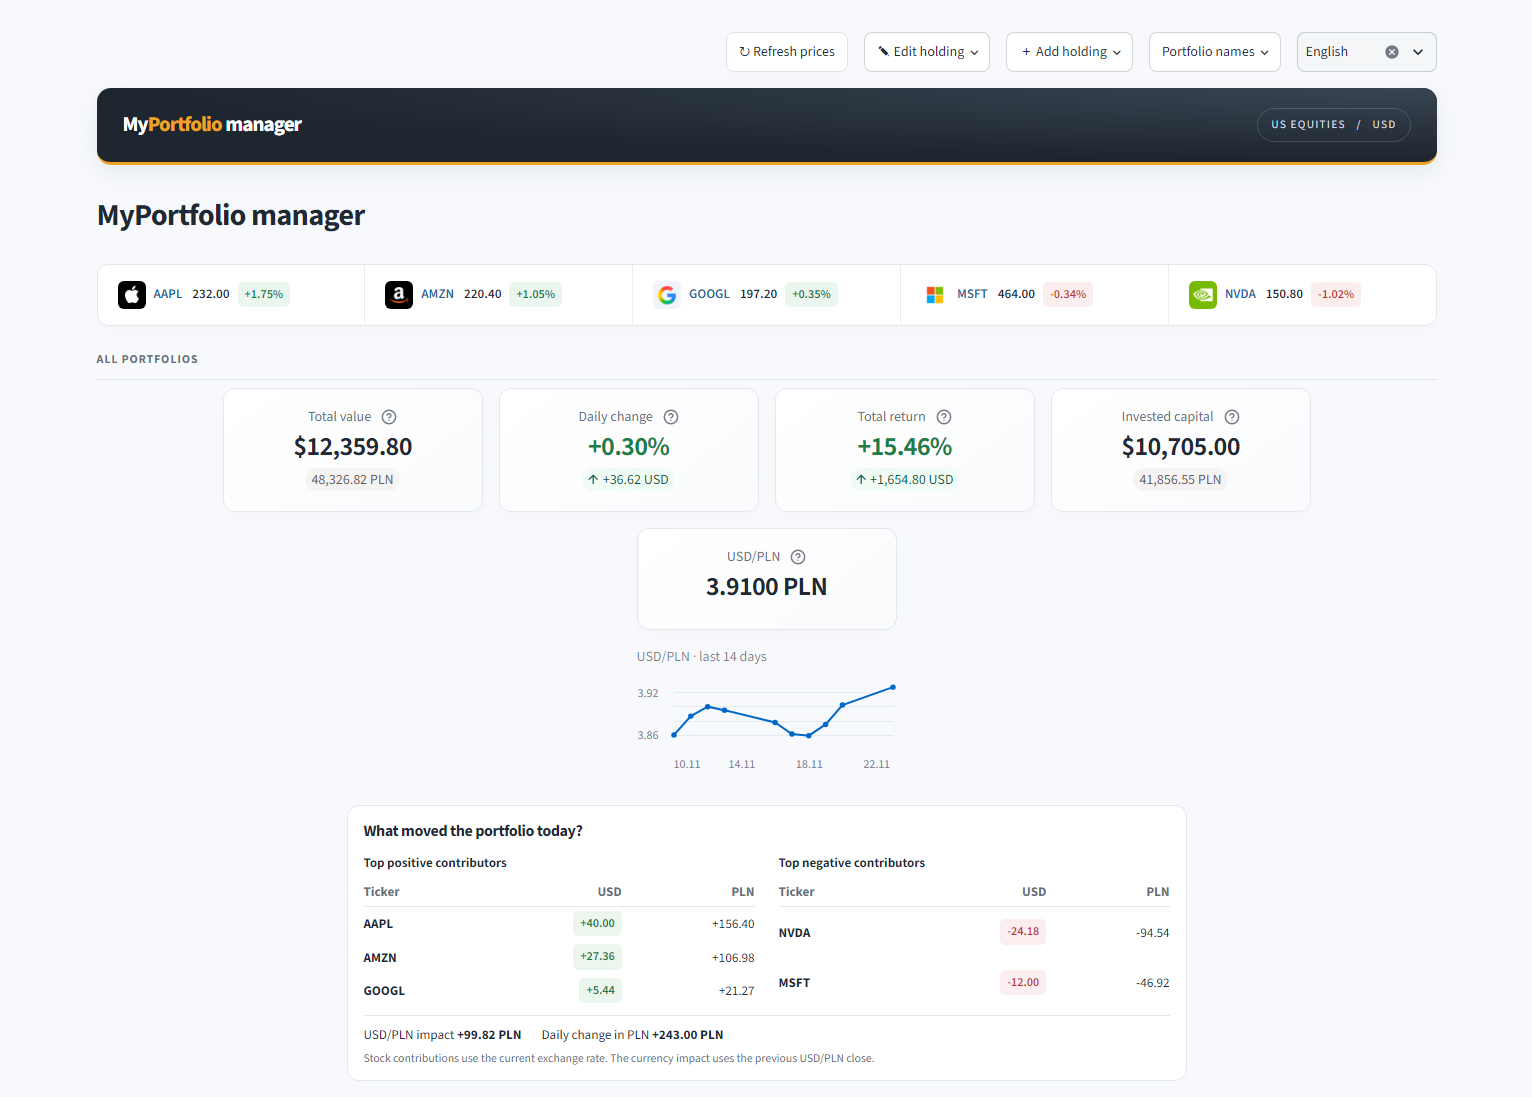 ↻ Refresh prices Edit holding + Add holding Portfolio names English
MyPortfolio manager US EQUITIES / USD
MyPortfolio manager
AAPL 232.00 +1.75% AMZN 220.40 +1.05% GOOGL 197.20 +0.35% MSFT 464.00 -0.34% NVDA 150.80 -1.02%
ALL PORTFOLIOS
Total value Daily change Total return Invested capital
$12,359.80 +0.30% +15.46% $10,705.00
48,326.82 PLN ↑ +36.62 USD ↑ +1,654.80 USD 41,856.55 PLN
USD/PLN
3.9100 PLN
USD/PLN · last 14 days
3.92
3.86
10.11 14.11 18.11 22.11
What moved the portfolio today?
Top positive contributors Top negative contributors
Ticker USD PLN Ticker USD PLN
AAPL +40.00 +156.40
NVDA -24.18 -94.54
AMZN +27.36 +106.98
MSFT -12.00 -46.92
GOOGL +5.44 +21.27
USD/PLN impact +99.82 PLN Daily change in PLN +243.00 PLN
Stock contributions use the current exchange rate. The currency impact uses the previous USD/PLN close.